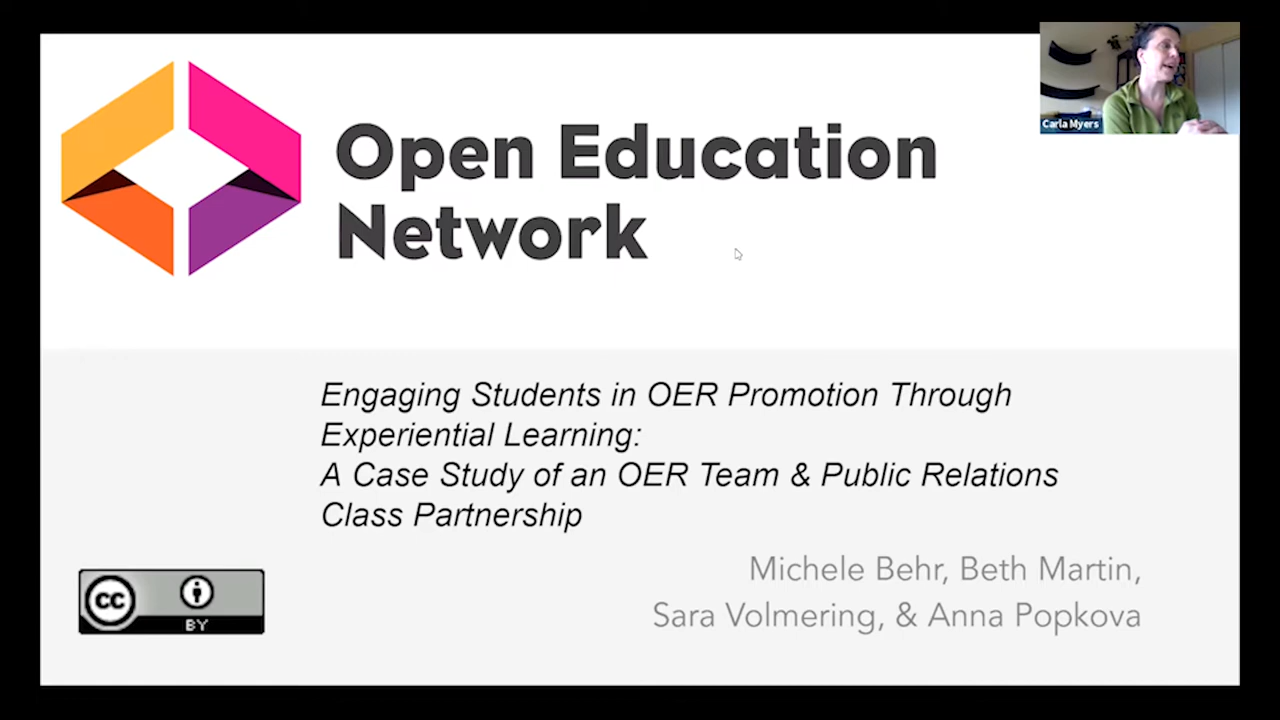 Carla Myers
Open Education
Network
Engaging Students in OER Promotion Through
Experiential Learning:
A Case Study of an OER Team & Public Relations
Class Partnership
Michele Behr, Beth Martin,
Sara Volmering, & Anna Popkova
cc
BY